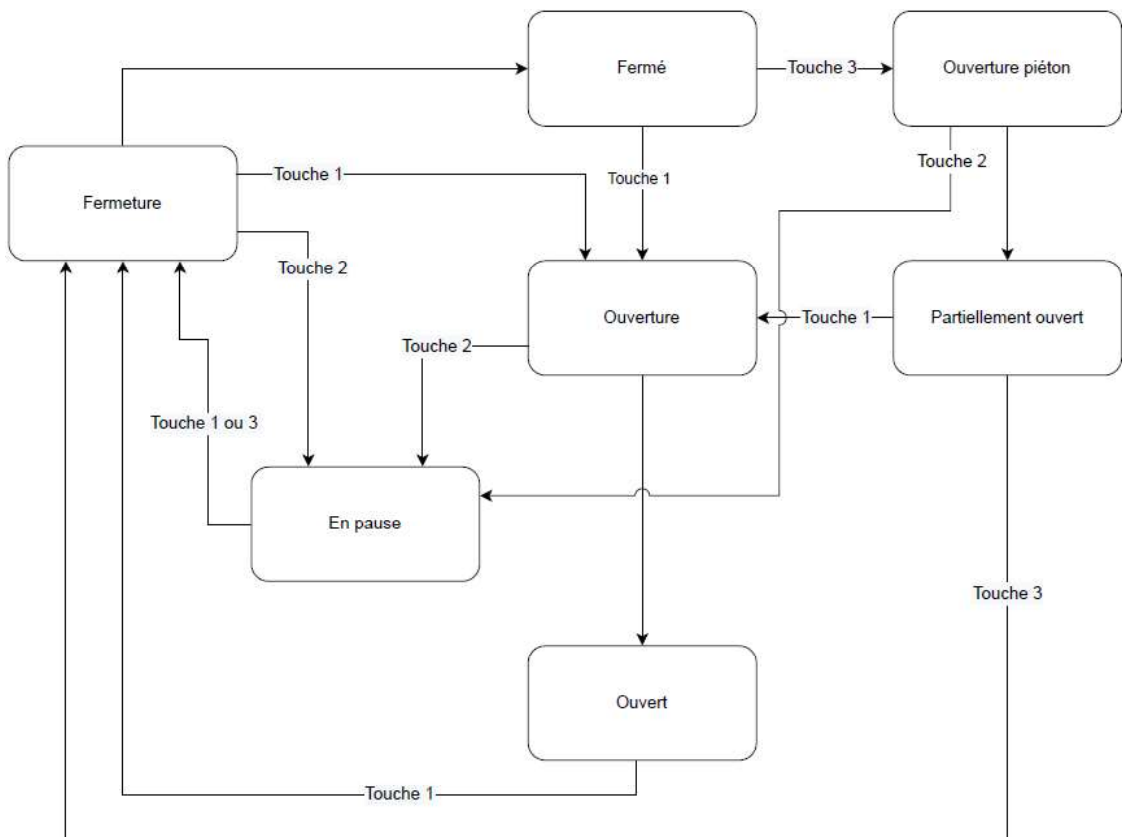 Fermé
Touche 3
Ouverture piéton
Touche 2
Touche 1
Touche 1
Fermeture
Touche 2
Ouverture
Touche 1
Partiellement ouvert
Touche 2
Touche 1 ou 3
En pause
Touche 3
Ouvert
Touche 1